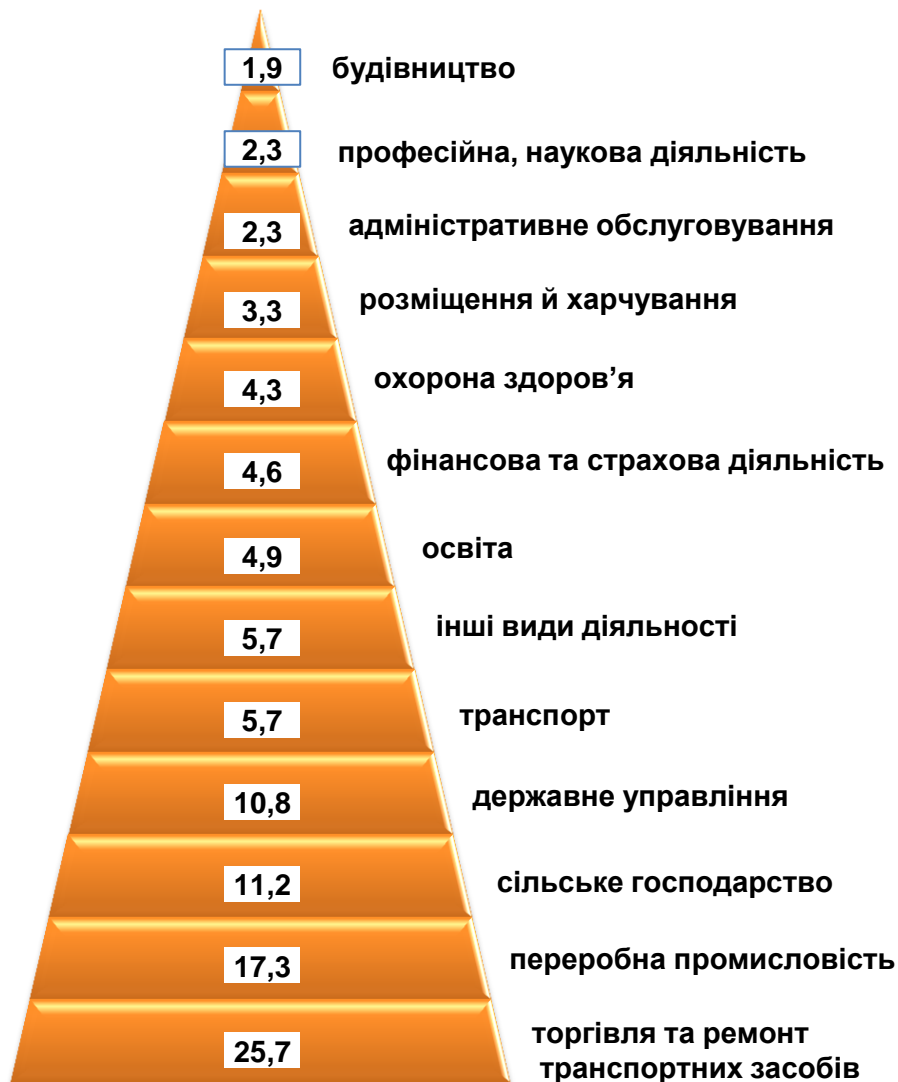 1,9 будівництво
2,3 професійна, наукова діяльність
2,3 адміністративне обслуговування
3,3 розміщення й харчування
4,3 охорона здоров’я
4,6 фінансова та страхова діяльність
4,9 освіта
5,7 інші види діяльності
5,7 транспорт
10,8 державне управління
11,2 сільське господарство
17,3 переробна промисловість
25,7 торгівля та ремонт
транспортних засобів